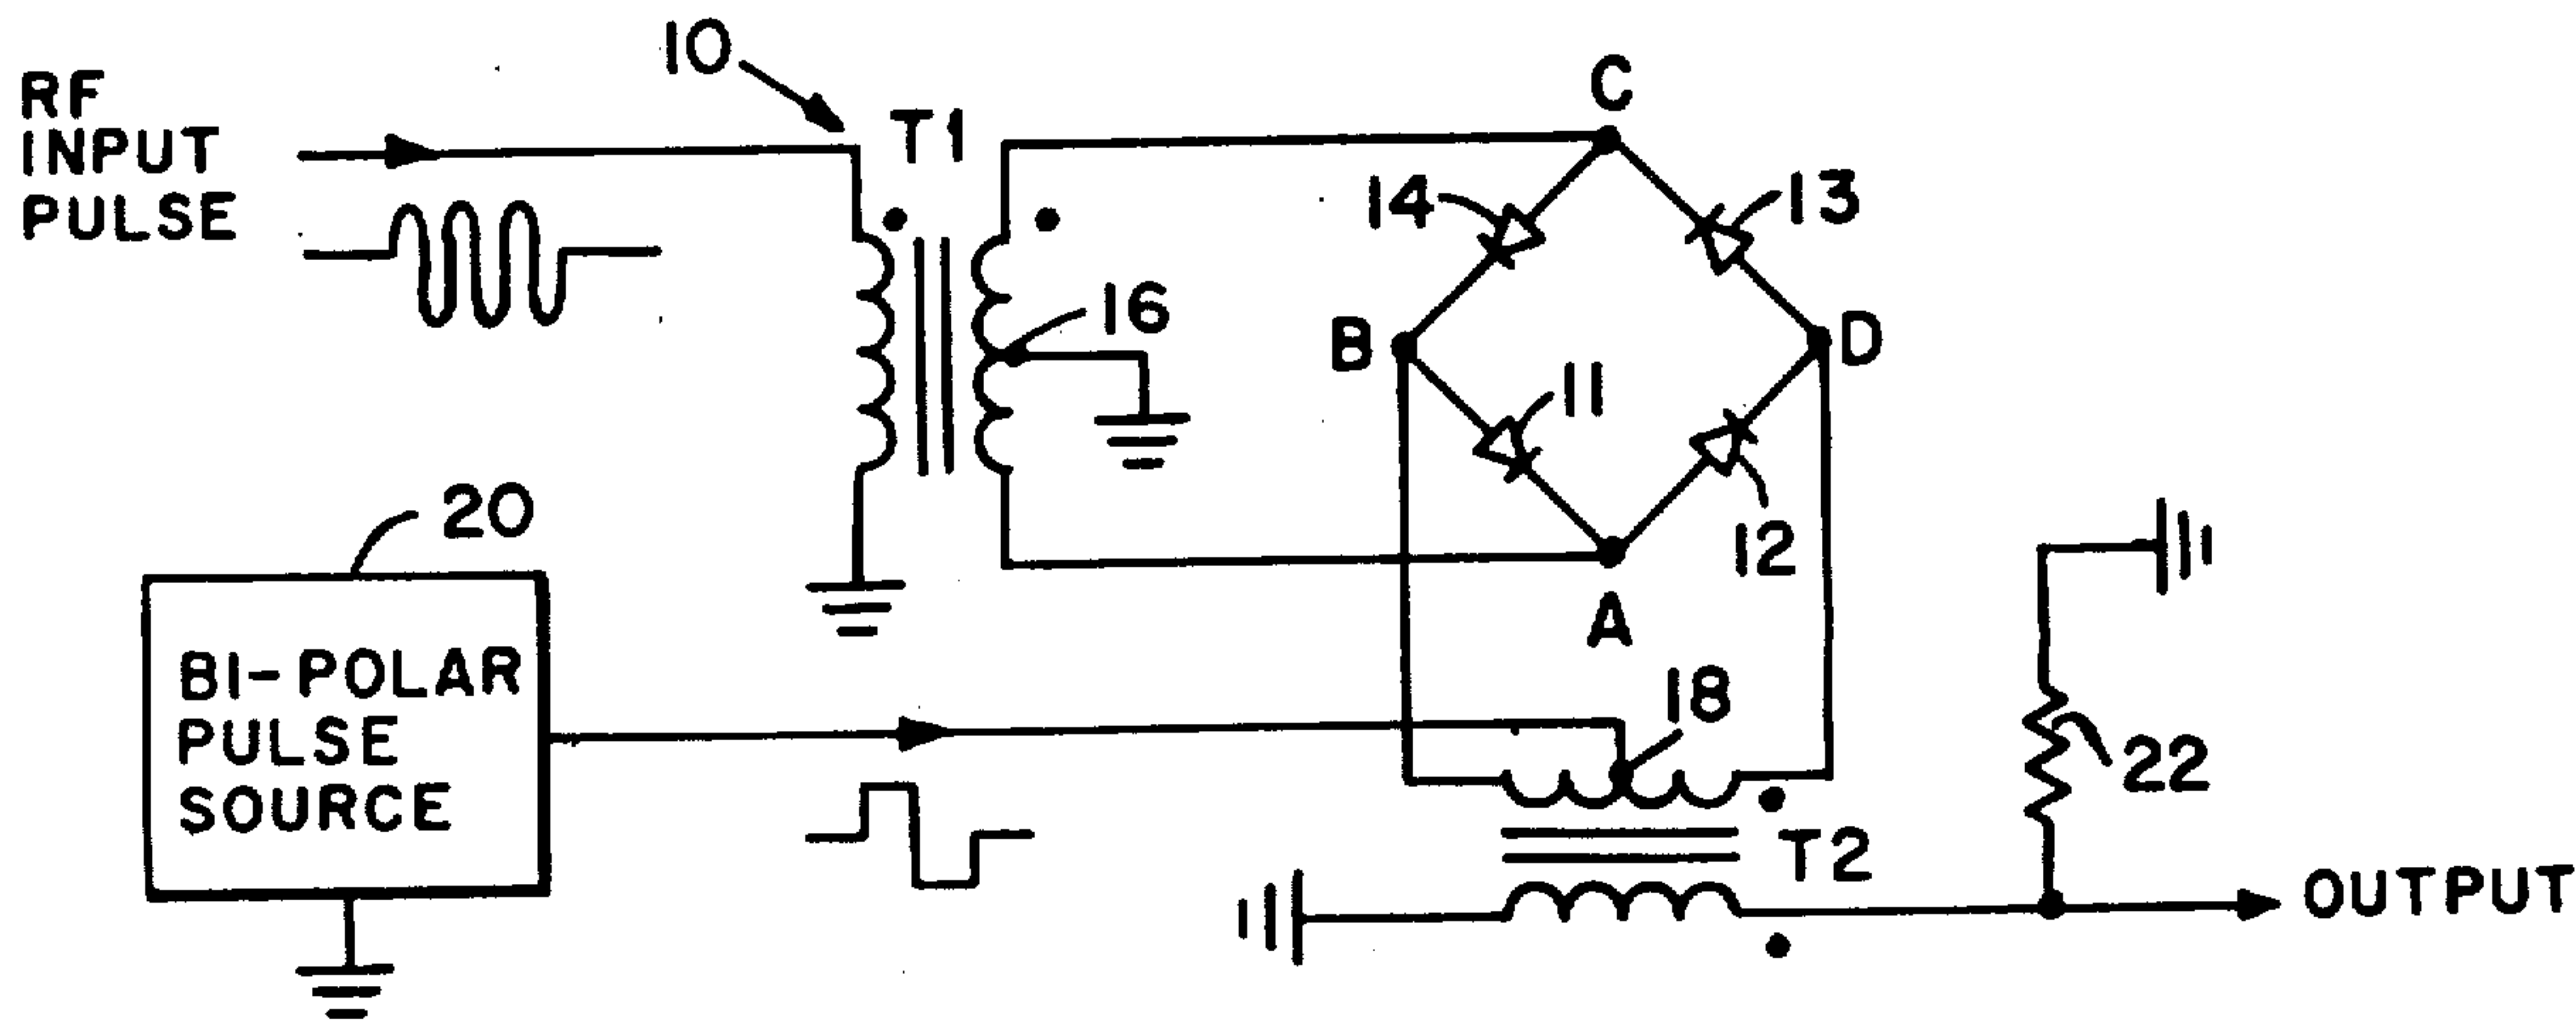 10
RF
INPUT
PULSE
T1
C
14
13
16
B
D
11
12
A
20
BI-POLAR
PULSE
SOURCE
18
22
T2
OUTPUT